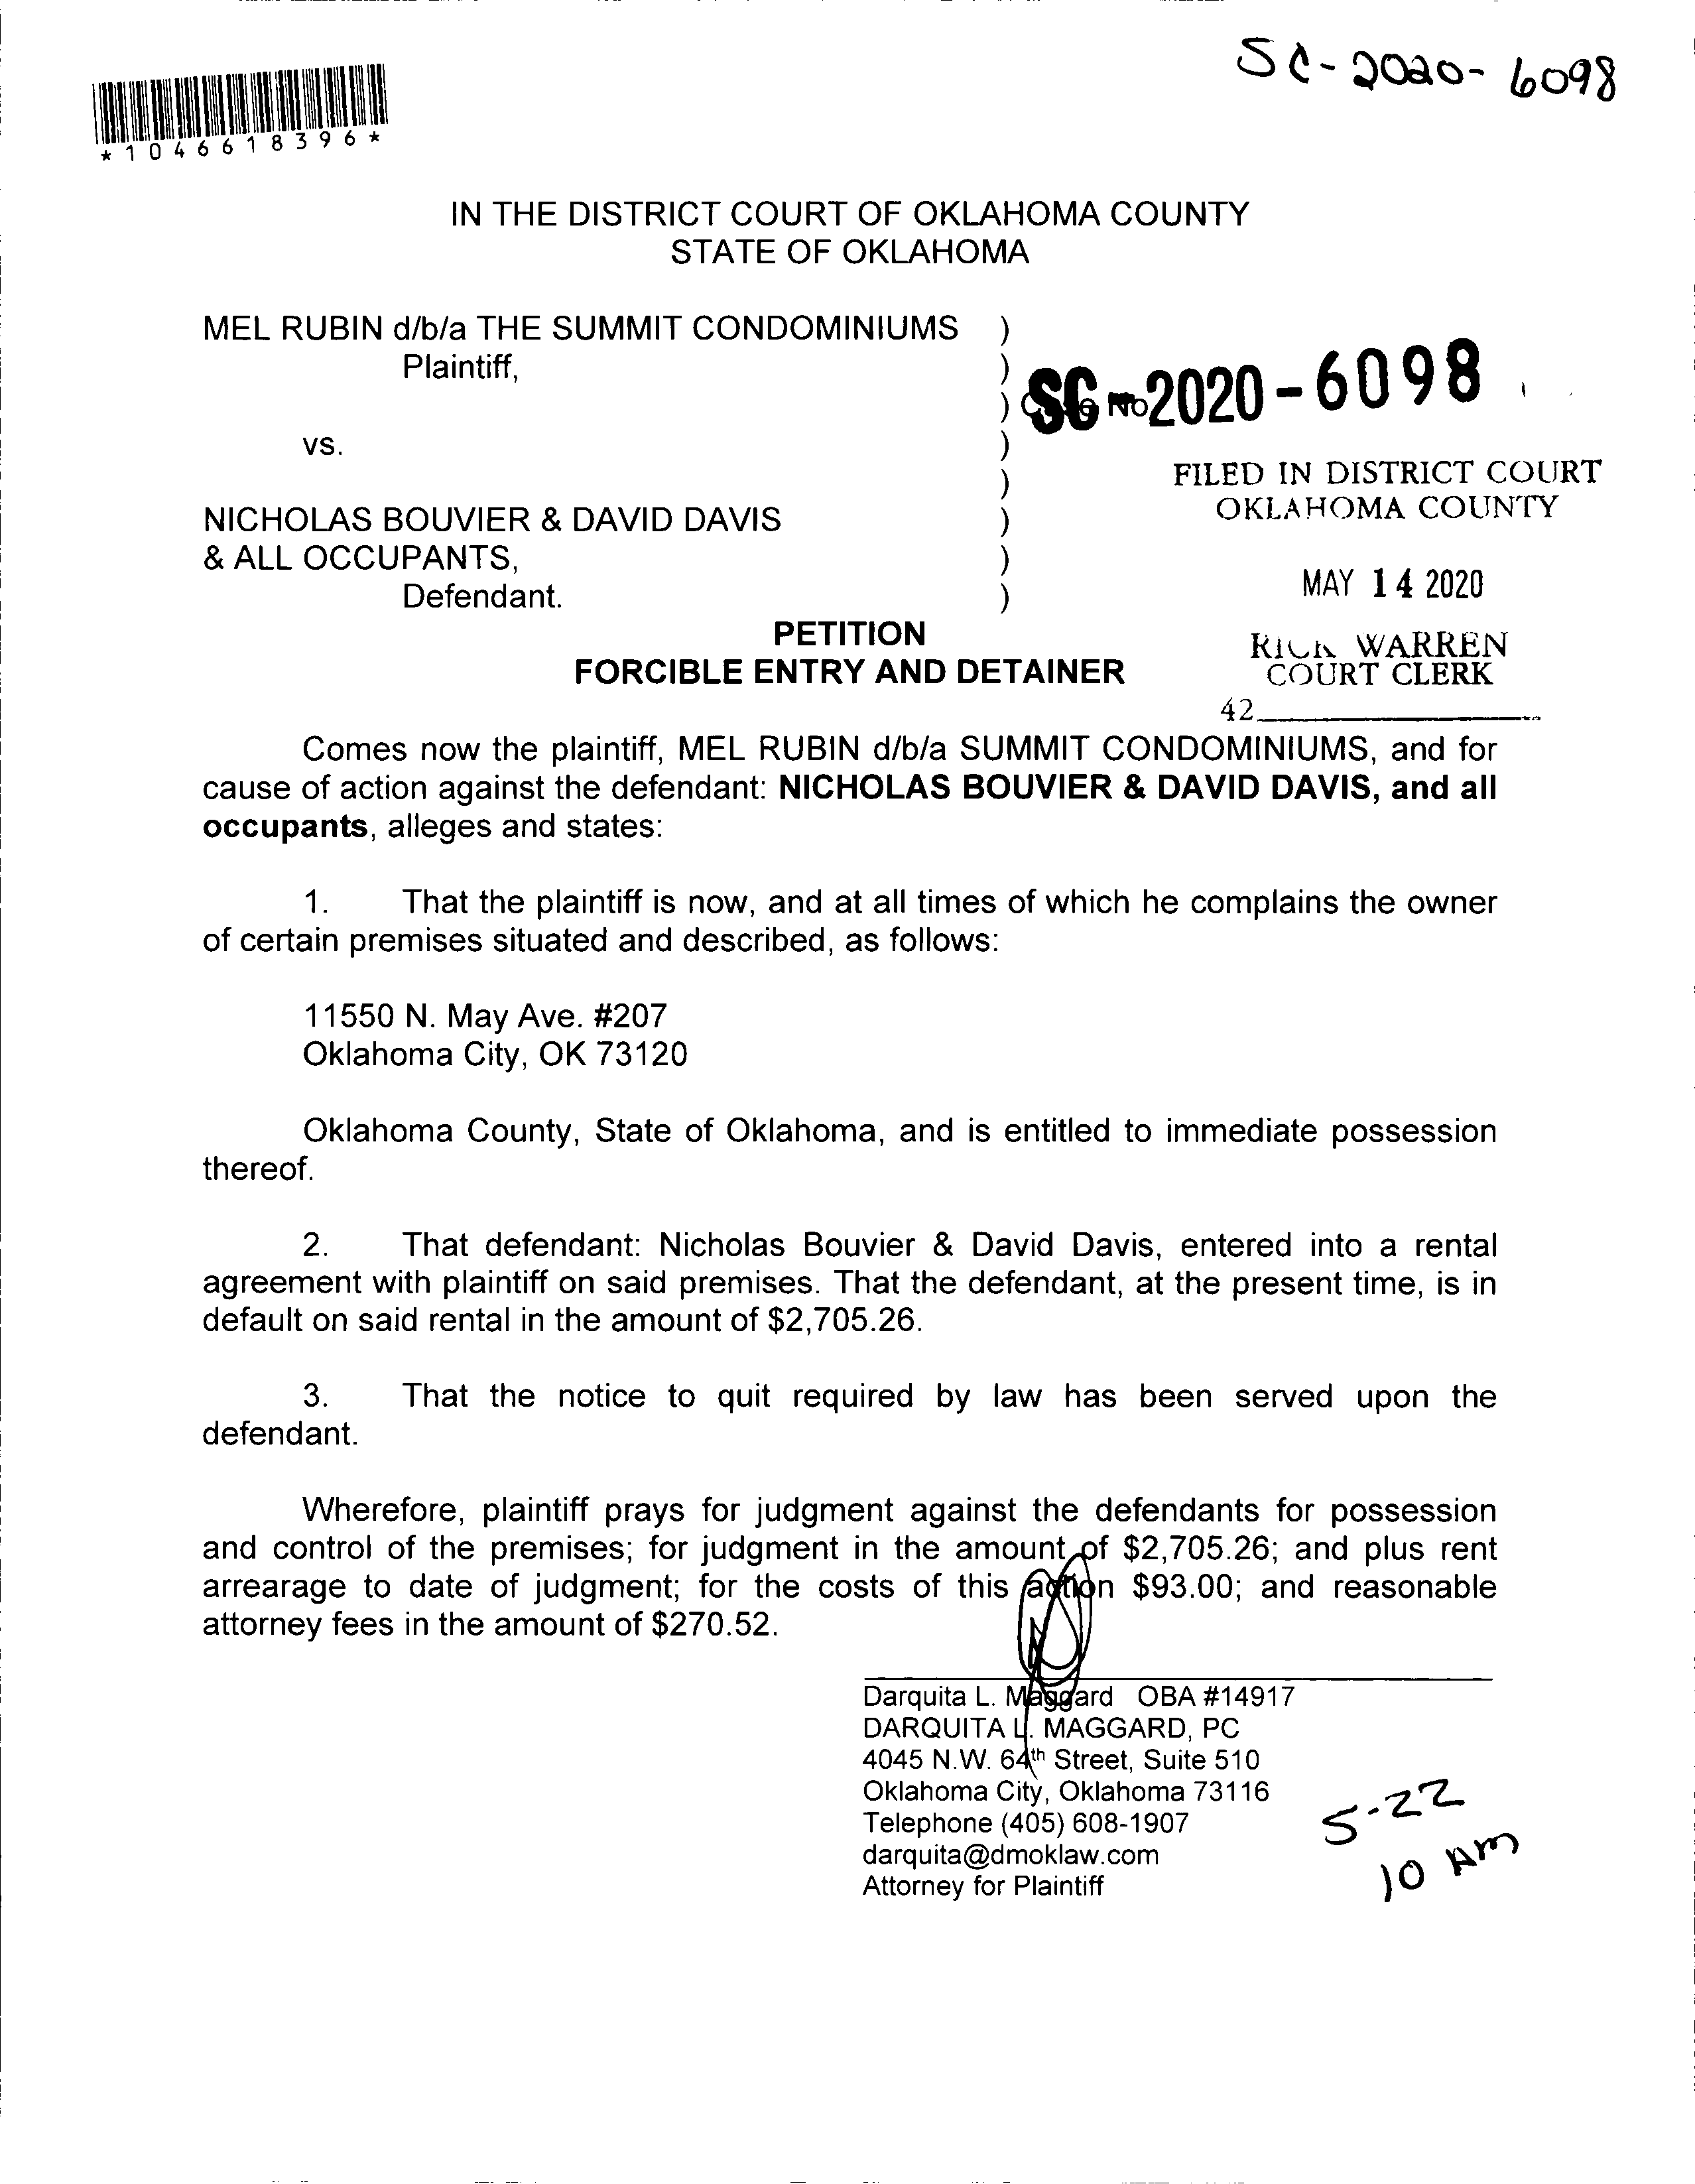 SC-2020-6098
*1046618396*
IN THE DISTRICT COURT OF OKLAHOMA COUNTY
STATE OF OKLAHOMA
MEL RUBIN d/b/a THE SUMMIT CONDOMINIUMS )
Plaintiff, )
) Case No SC-2020-6098
vs. )
)
FILED IN DISTRICT COURT
OKLAHOMA COUNTY
NICHOLAS BOUVIER & DAVID DAVIS )
& ALL OCCUPANTS, )
MAY 14 2020
Defendant. )
PETITION
FORCIBLE ENTRY AND DETAINER
RICK WARREN
COURT CLERK
42
Comes now the plaintiff, MEL RUBIN d/b/a SUMMIT CONDOMINIUMS, and for
cause of action against the defendant: NICHOLAS BOUVIER & DAVID DAVIS, and all
occupants, alleges and states:
1. That the plaintiff is now, and at all times of which he complains the owner
of certain premises situated and described, as follows:
11550 N. May Ave. #207
Oklahoma City, OK 73120
Oklahoma County, State of Oklahoma, and is entitled to immediate possession
thereof.
2. That defendant: Nicholas Bouvier & David Davis, entered into a rental
agreement with plaintiff on said premises. That the defendant, at the present time, is in
default on said rental in the amount of $2,705.26.
3. That the notice to quit required by law has been served upon the
defendant.
Wherefore, plaintiff prays for judgment against the defendants for possession
and control of the premises; for judgment in the amount of $2,705.26; and plus rent
arrearage to date of judgment; for the costs of this action $93.00; and reasonable
attorney fees in the amount of $270.52.
Darquita L. Maggard OBA #14917
DARQUITA L. MAGGARD, PC
4045 N.W. 64th Street, Suite 510
Oklahoma City, Oklahoma 73116
Telephone (405) 608-1907
darquita@dmoklaw.com
Attorney for Plaintiff
5-22
10 AM